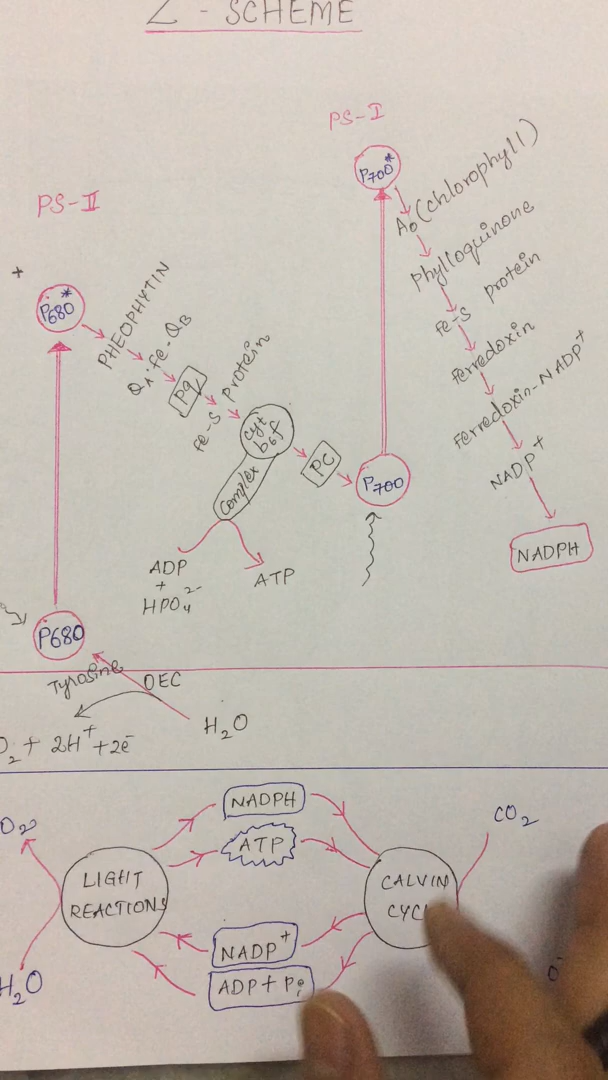 Z - SCHEME
PS-I
P700*
A₀ (chlorophyll)
Phylloquinone
Fe-S protein
Ferredoxin
Ferredoxin-NADP⁺
NADP⁺
NADPH
PS-II
+
P680*
PHEOPHYTIN
QA·Fe-QB
Pq
Fe-S protein
Cyt
b6f
Complex
PC
P700
ADP
+
HPO₄²⁻
ATP
P680
Tyrosine
OEC
H₂O
O₂ + 2H⁺ + 2e⁻
NADPH
ATP
O₂
CO₂
LIGHT
REACTIONS
CALVIN
NADP⁺
ADP + Pi
H₂O